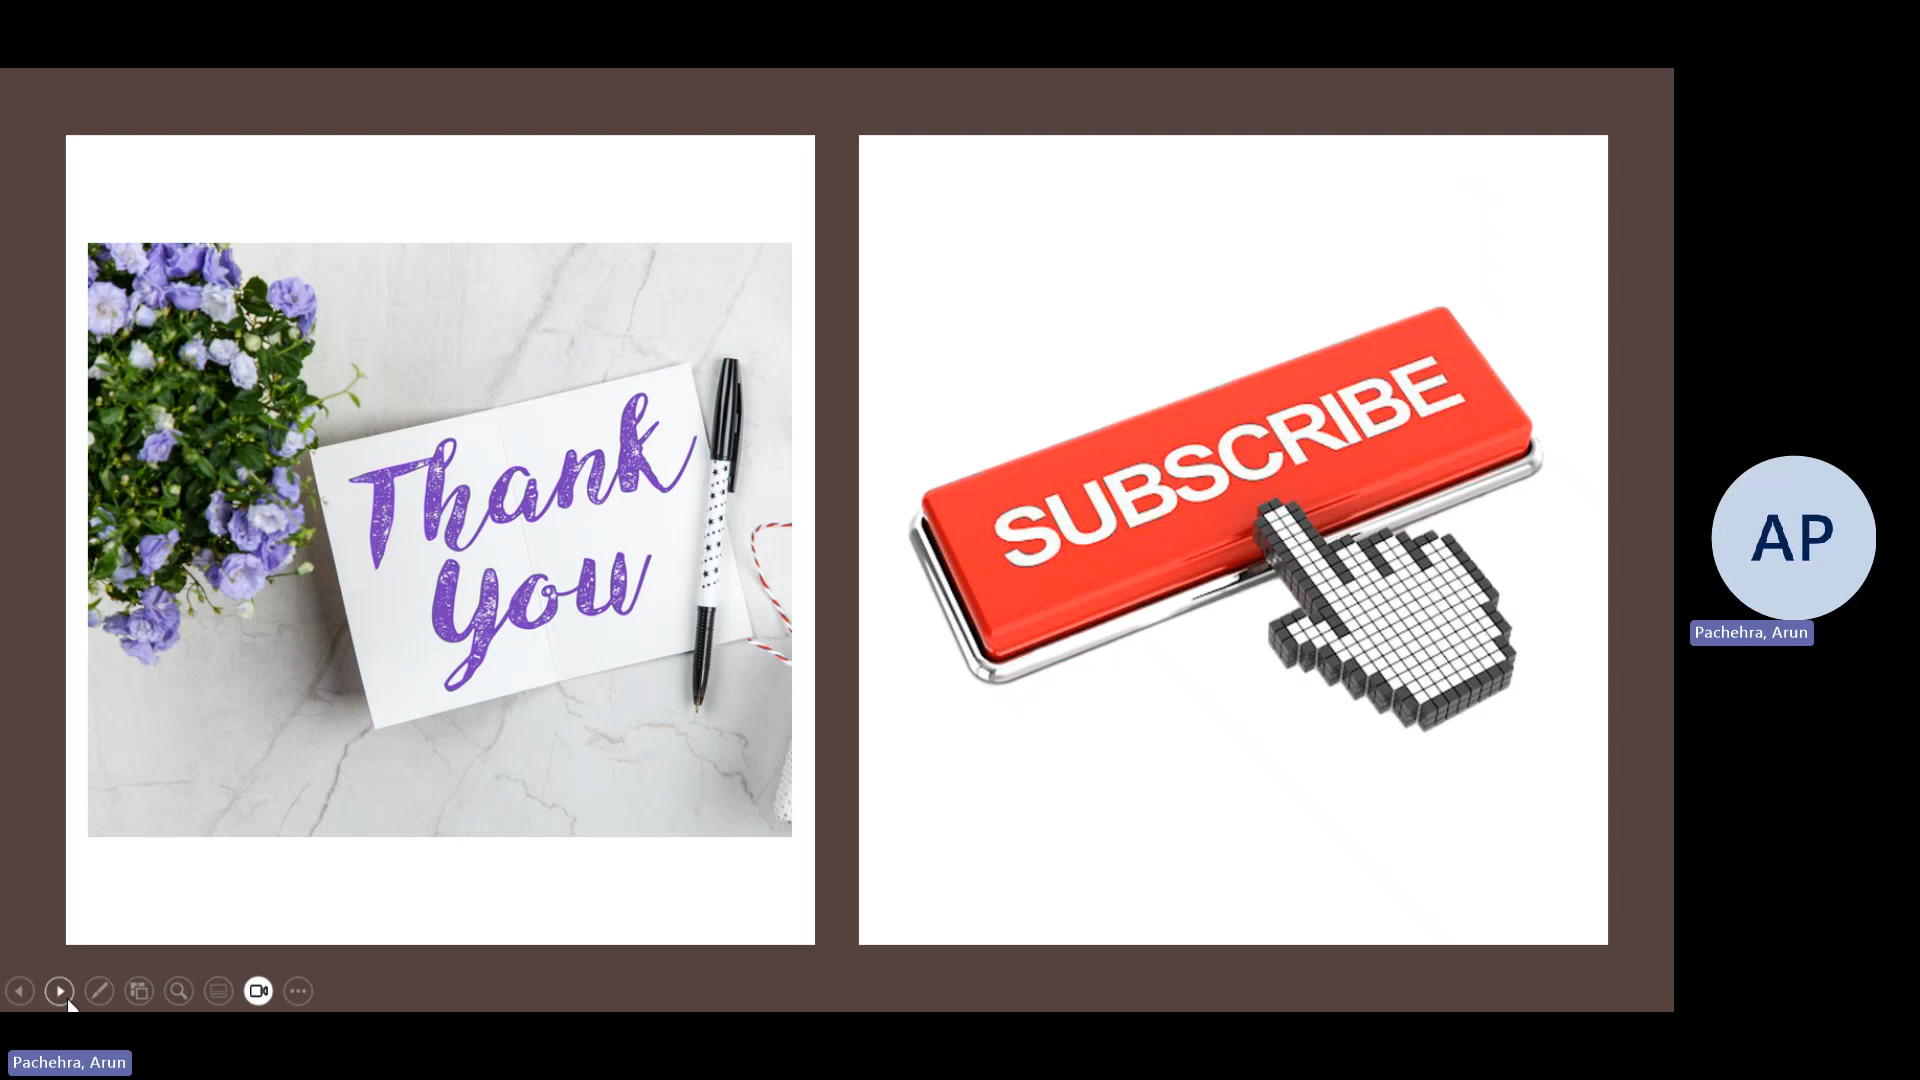 Thank
you
SUBSCRIBE
AP
Pachehra, Arun
Pachehra, Arun